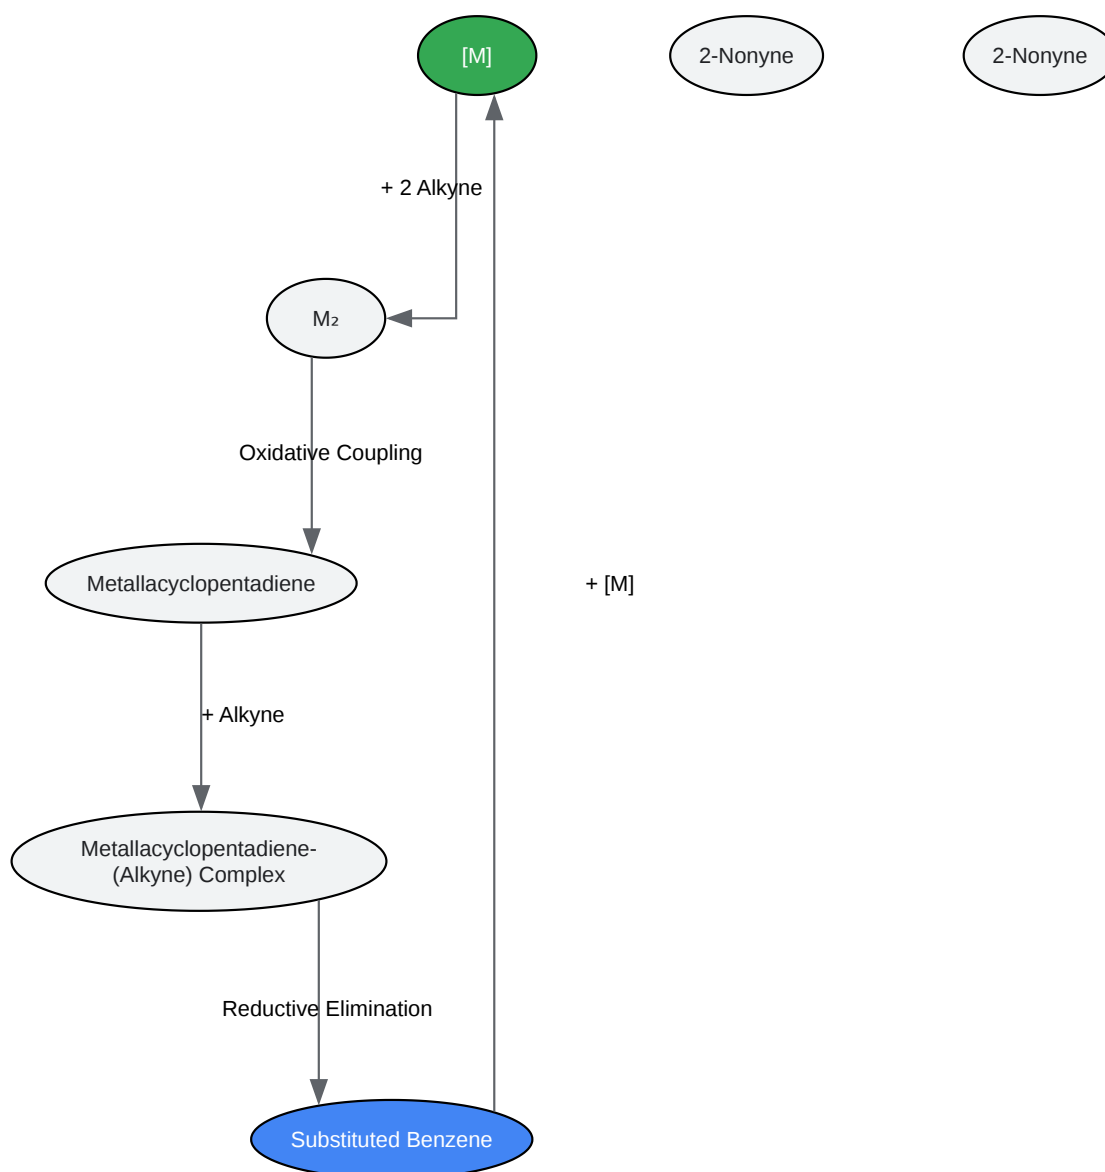 [M]
2-Nonyne
2-Nonyne
+ 2 Alkyne
M₂
Oxidative Coupling
Metallacyclopentadiene
+ [M]
+ Alkyne
Metallacyclopentadiene-
(Alkyne) Complex
Reductive Elimination
Substituted Benzene